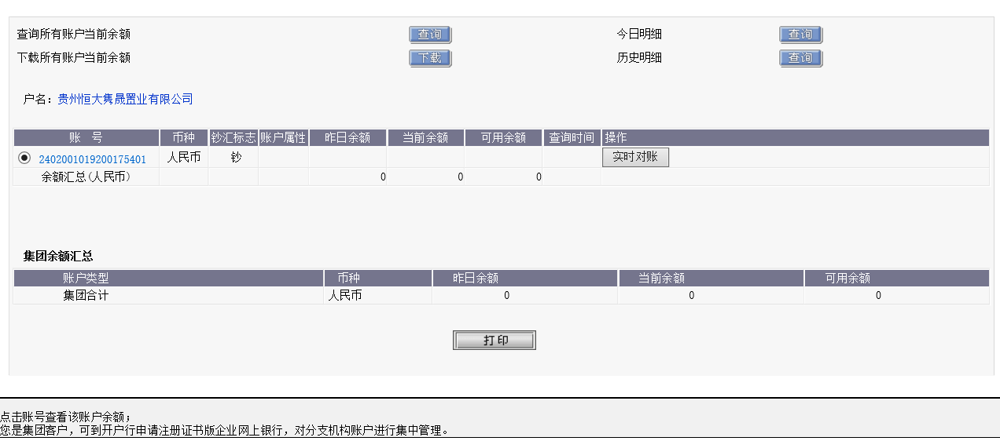 查询所有账户当前余额 查询 今日明细 查询
下载所有账户当前余额 下载 历史明细 查询
户名：贵州恒大隽晟置业有限公司
账 号 币种 钞汇标志 账户属性 昨日余额 当前余额 可用余额 查询时间 操作
2402001019200175401 人民币 钞 实时对账
余额汇总(人民币) 0 0 0
集团余额汇总
账户类型 币种 昨日余额 当前余额 可用余额
集团合计 人民币 0 0 0
打印
点击账号查看该账户余额；
您是集团客户，可到开户行申请注册证书版企业网上银行，对分支机构账户进行集中管理。